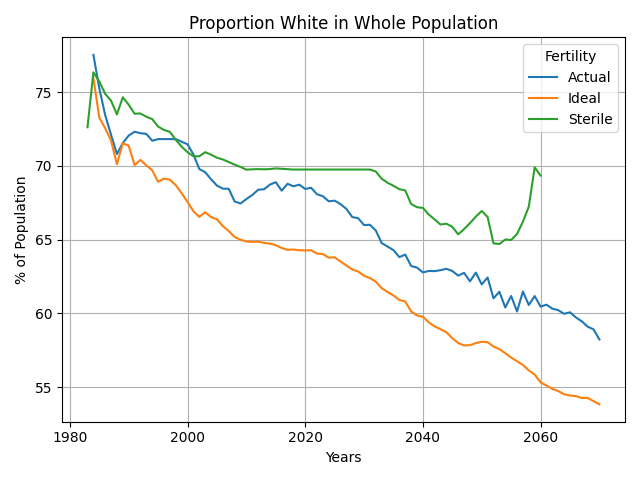 Proportion White in Whole Population
% of Population
75
70
65
60
55
Fertility
Actual
Ideal
Sterile
1980
2000
2020
2040
2060
Years